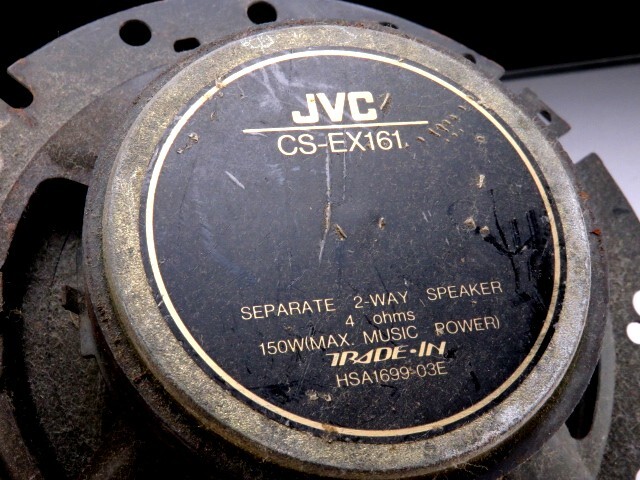 JVC
CS-EX161
SEPARATE 2-WAY SPEAKER
4 ohms
150W(MAX. MUSIC POWER)
TRADE-IN
HSA1699-03E